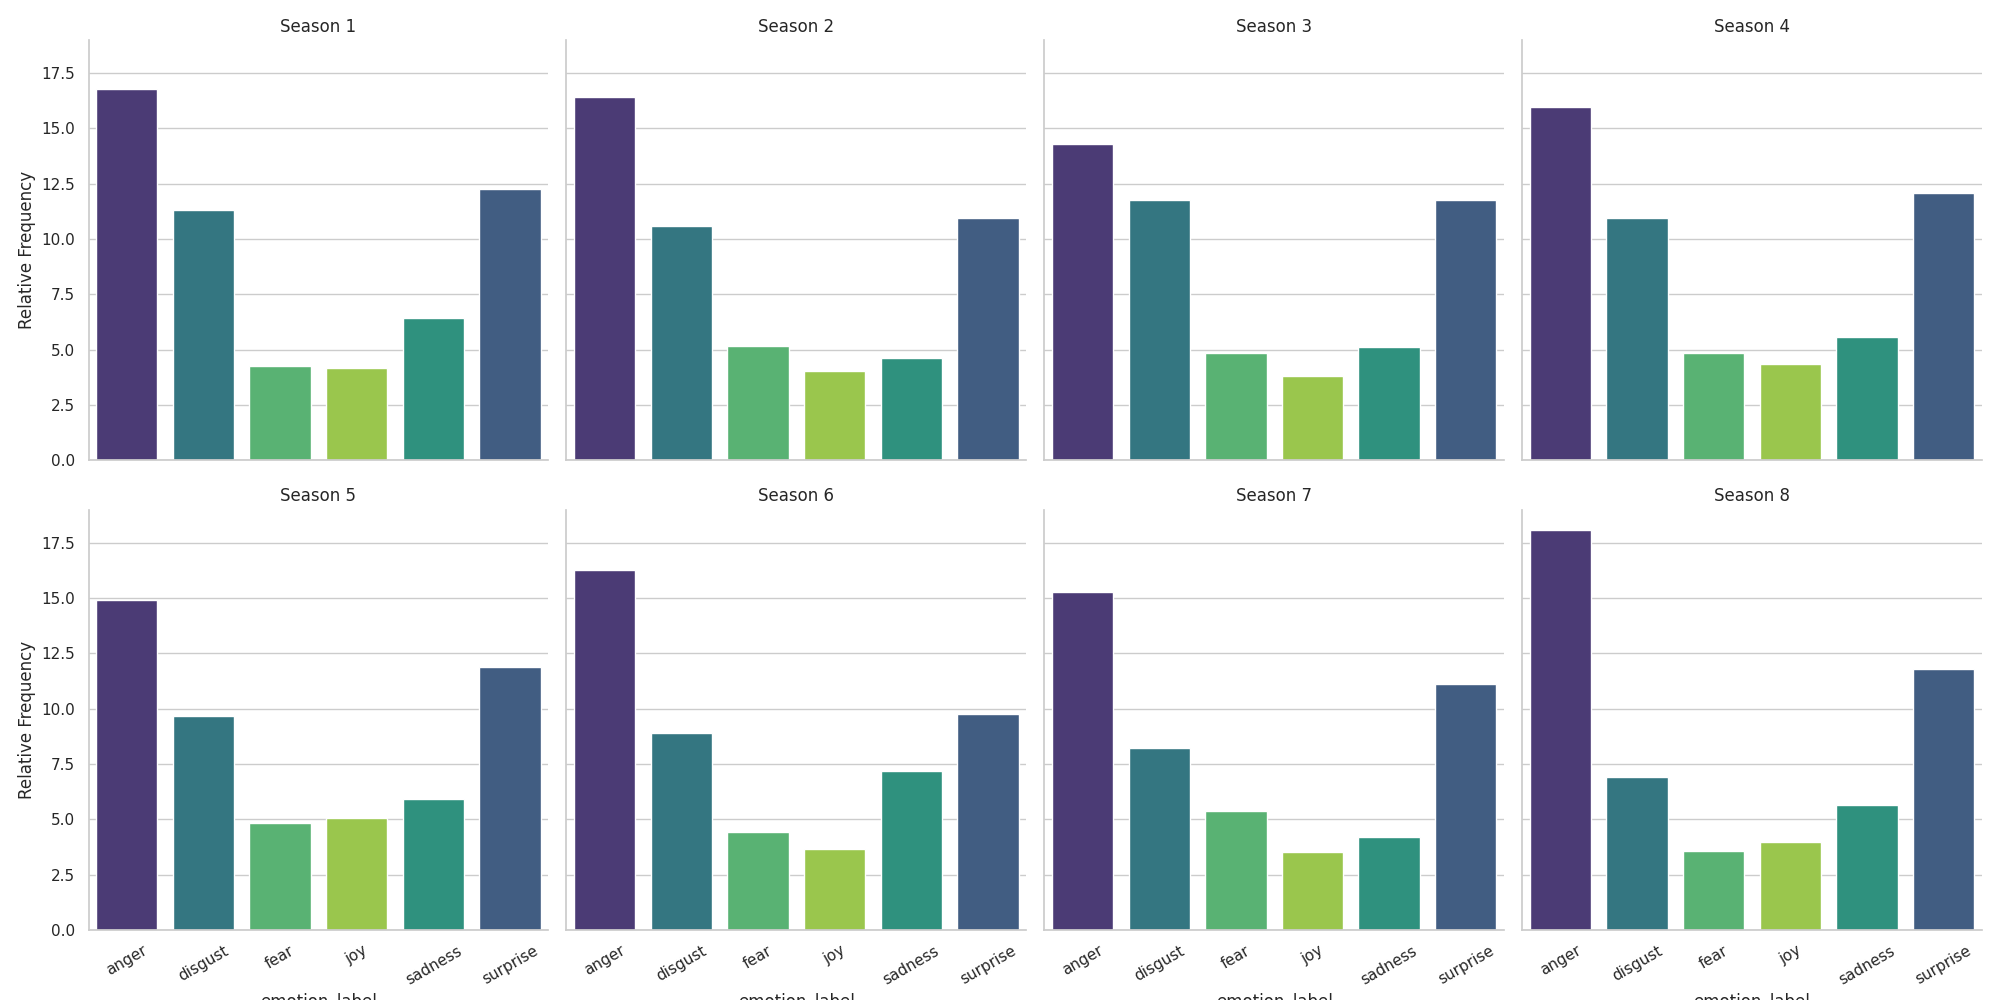 Season 1
Season 2
Season 3
Season 4
Relative Frequency
17.5
15.0
12.5
10.0
7.5
5.0
2.5
0.0
Season 5
Season 6
Season 7
Season 8
Relative Frequency
17.5
15.0
12.5
10.0
7.5
5.0
2.5
0.0
anger disgust fear joy sadness surprise
anger disgust fear joy sadness surprise
anger disgust fear joy sadness surprise
anger disgust fear joy sadness surprise
emotion_label
emotion_label
emotion_label
emotion_label